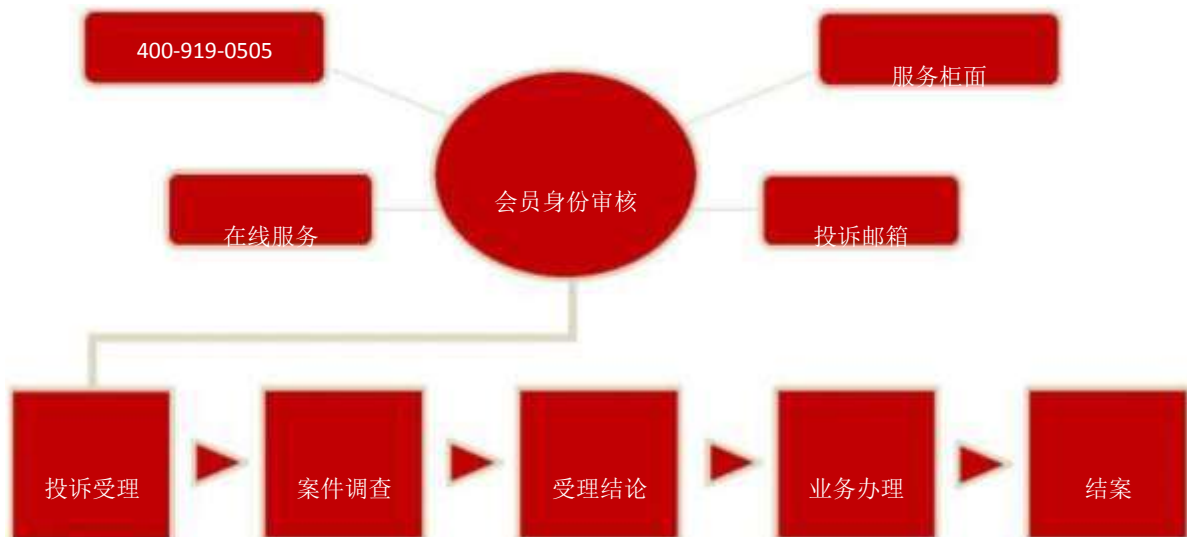 400-919-0505
服务柜面
会员身份审核
在线服务
投诉邮箱
投诉受理
案件调查
受理结论
业务办理
结案